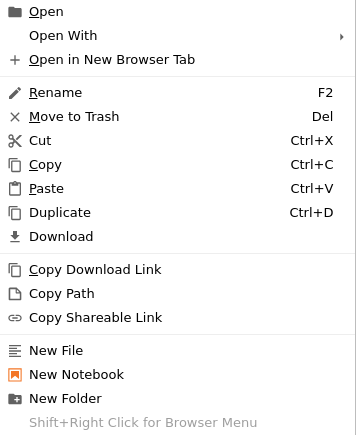 Open
Open With
Open in New Browser Tab
Rename F2
Move to Trash Del
Cut Ctrl+X
Copy Ctrl+C
Paste Ctrl+V
Duplicate Ctrl+D
Download
Copy Download Link
Copy Path
Copy Shareable Link
New File
New Notebook
New Folder
Shift+Right Click for Browser Menu